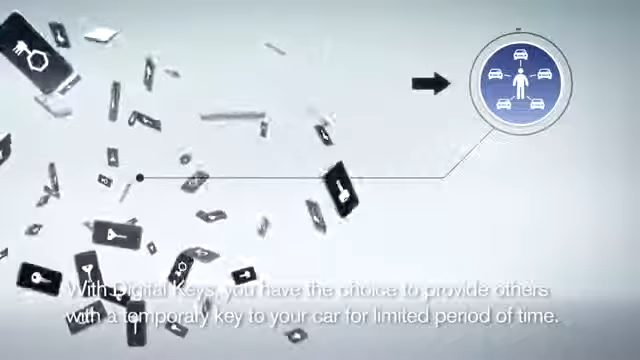 With Digital Keys, you have the choice to provide others
with a temporaly key to your car for limited period of time.